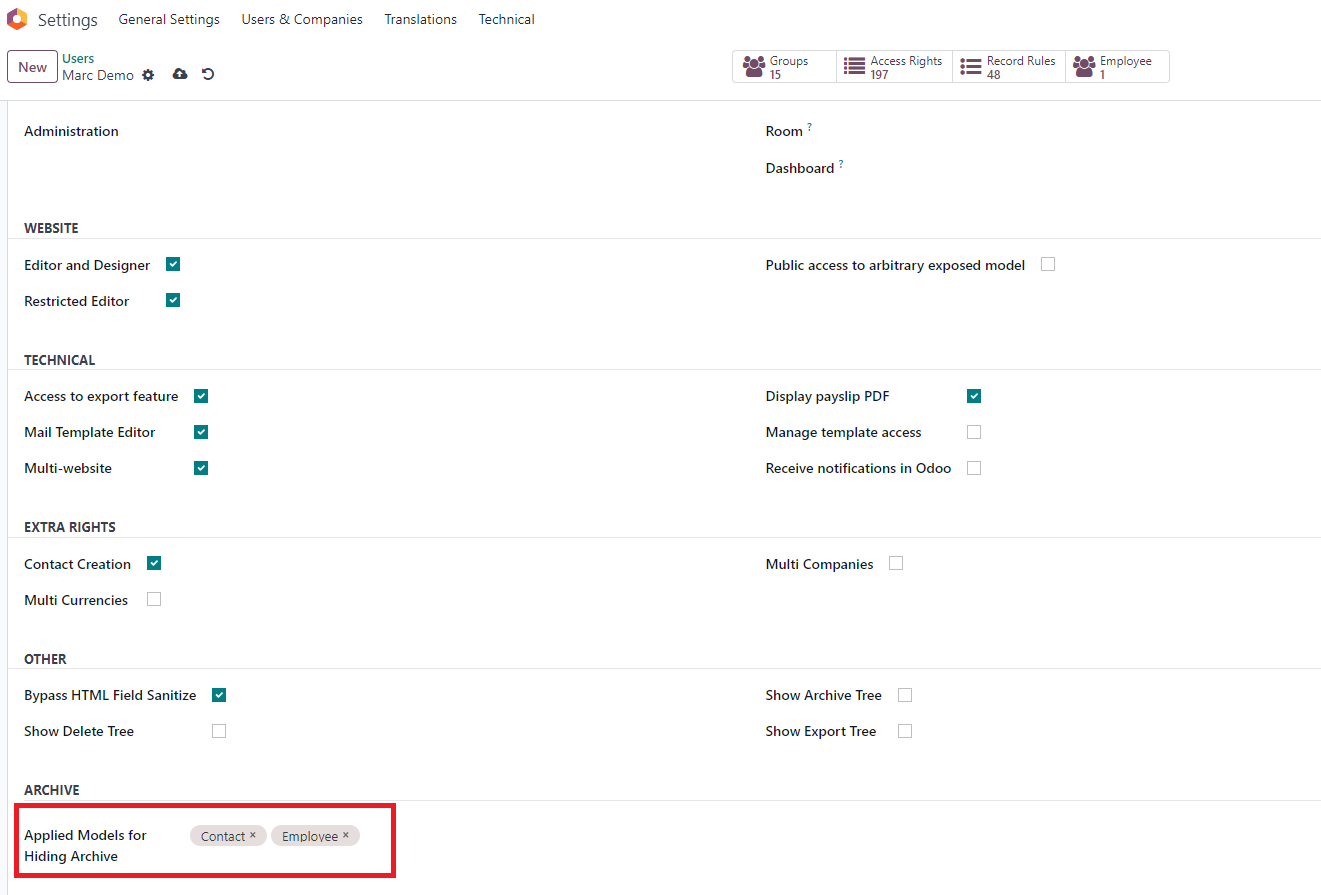 Settings General Settings Users & Companies Translations Technical
New Users
Marc Demo
Groups 15
Access Rights 197
Record Rules 48
Employee 1
Administration
Room ?
Dashboard ?
WEBSITE
Editor and Designer
Public access to arbitrary exposed model
Restricted Editor
TECHNICAL
Access to export feature
Display payslip PDF
Mail Template Editor
Manage template access
Multi-website
Receive notifications in Odoo
EXTRA RIGHTS
Contact Creation
Multi Companies
Multi Currencies
OTHER
Bypass HTML Field Sanitize
Show Archive Tree
Show Delete Tree
Show Export Tree
ARCHIVE
Applied Models for
Hiding Archive
Contact × Employee ×